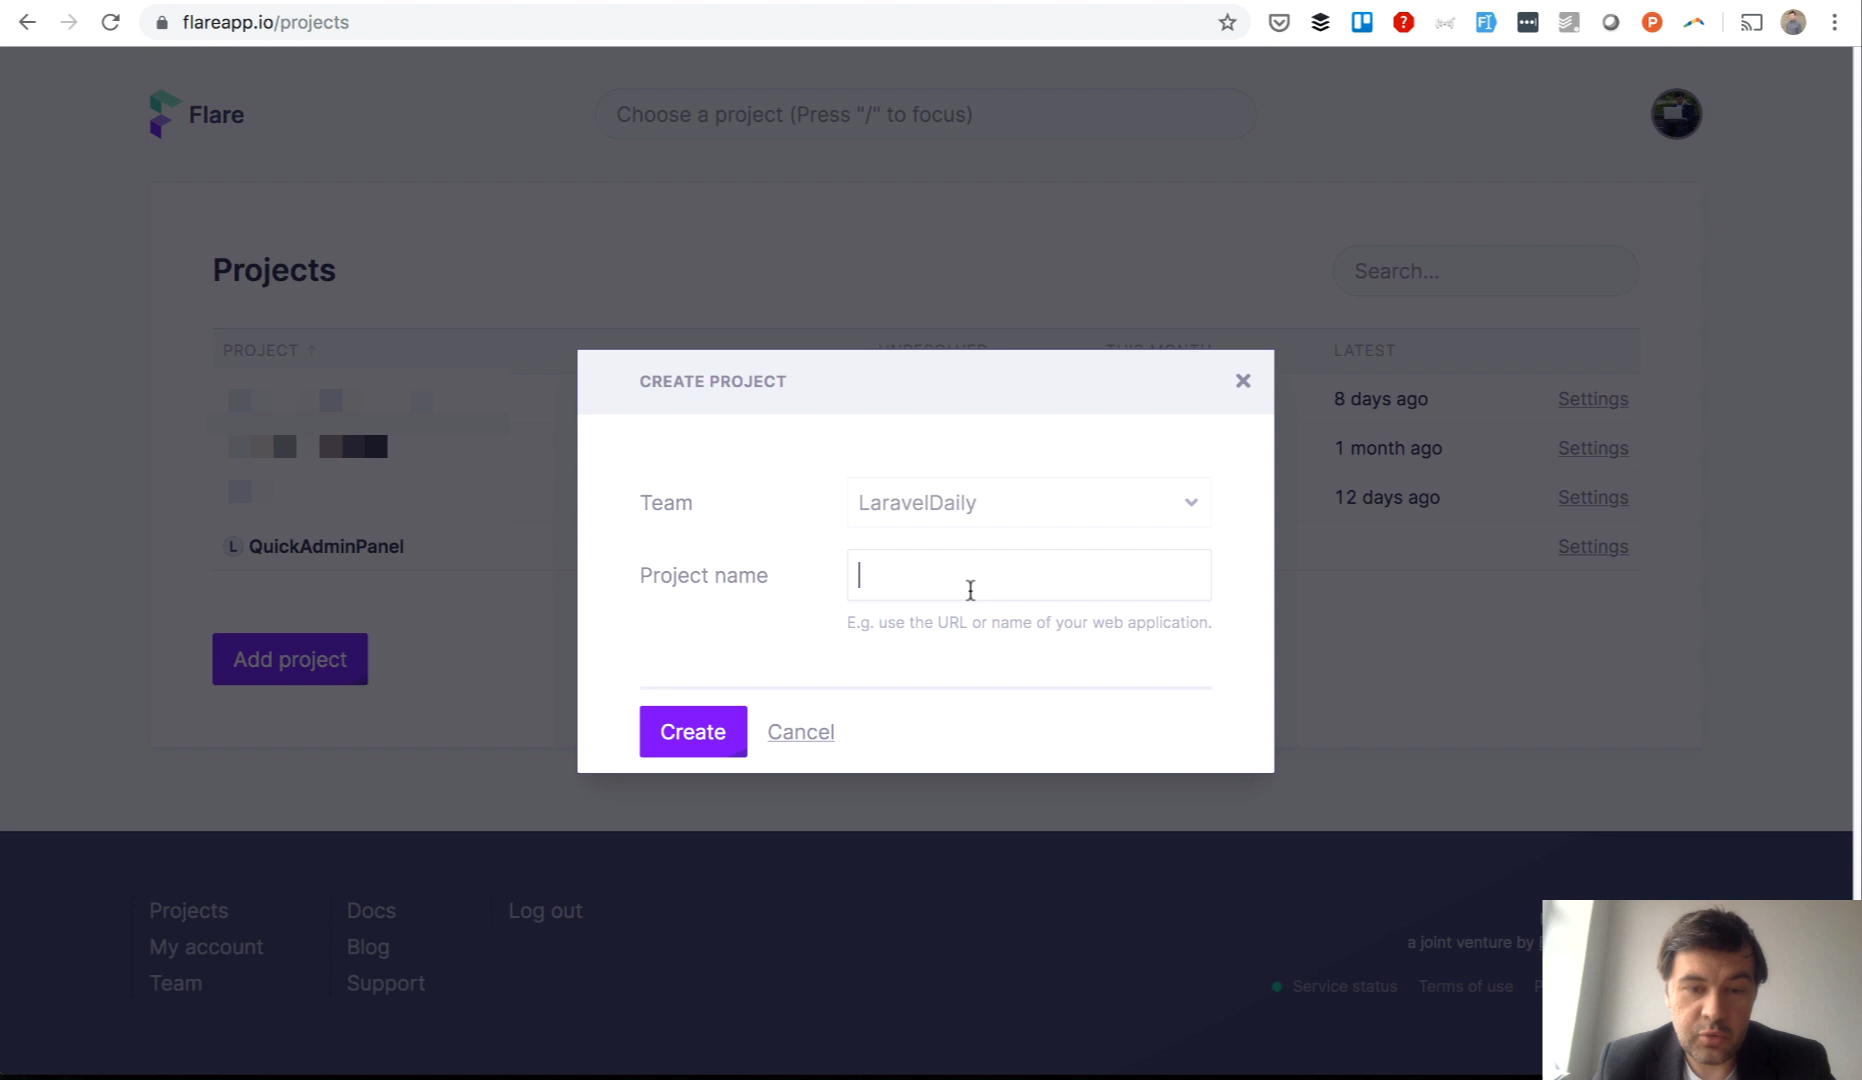 flareapp.io/projects
Flare
Choose a project (Press "/" to focus)
Projects
Search...
PROJECT ↑
UNRESOLVED
THIS MONTH
LATEST
8 days ago
Settings
1 month ago
Settings
12 days ago
Settings
L QuickAdminPanel
Settings
Add project
CREATE PROJECT
Team
LaravelDaily
Project name
E.g. use the URL or name of your web application.
Create
Cancel
Projects
Docs
Log out
My account
Blog
Team
Support
a joint venture by
Service status
Terms of use